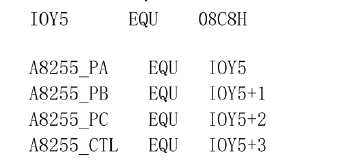 IOY5 EQU 08C8H
A8255_PA EQU IOY5
A8255_PB EQU IOY5+1
A8255_PC EQU IOY5+2
A8255_CTL EQU IOY5+3